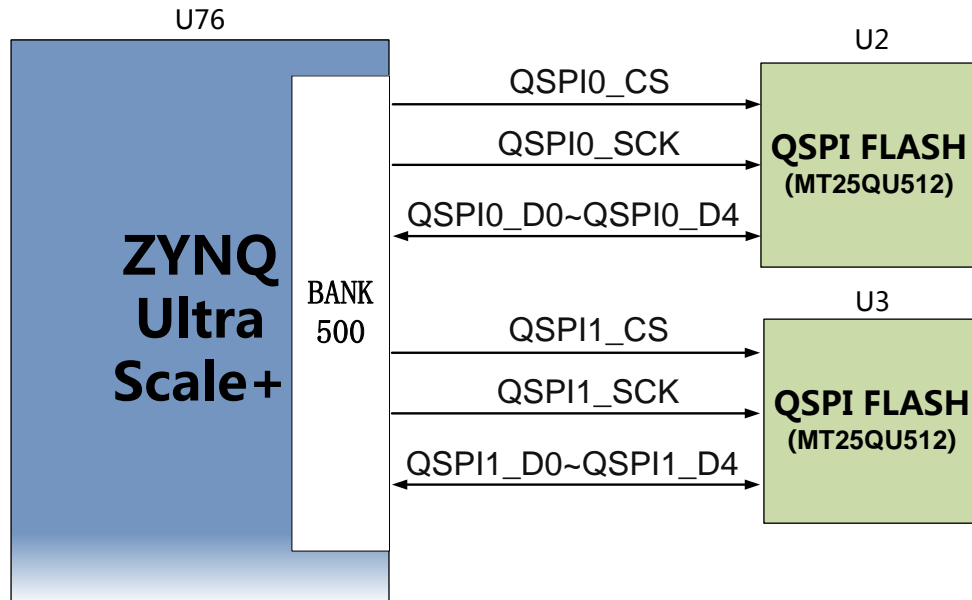 U76
ZYNQ
Ultra
Scale+
BANK
500
QSPI0_CS
QSPI0_SCK
QSPI0_D0~QSPI0_D4
QSPI1_CS
QSPI1_SCK
QSPI1_D0~QSPI1_D4
U2
QSPI FLASH
(MT25QU512)
U3
QSPI FLASH
(MT25QU512)